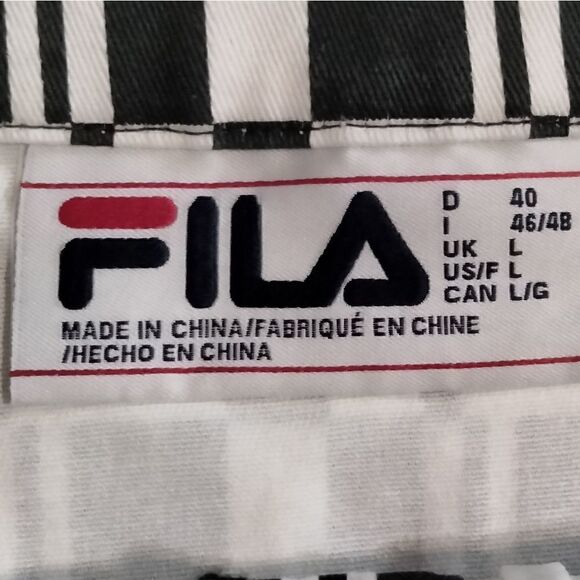 FILA
D 40
I 46/48
UK L
US/F L
CAN L/G
MADE IN CHINA/FABRIQUÉ EN CHINE
/HECHO EN CHINA